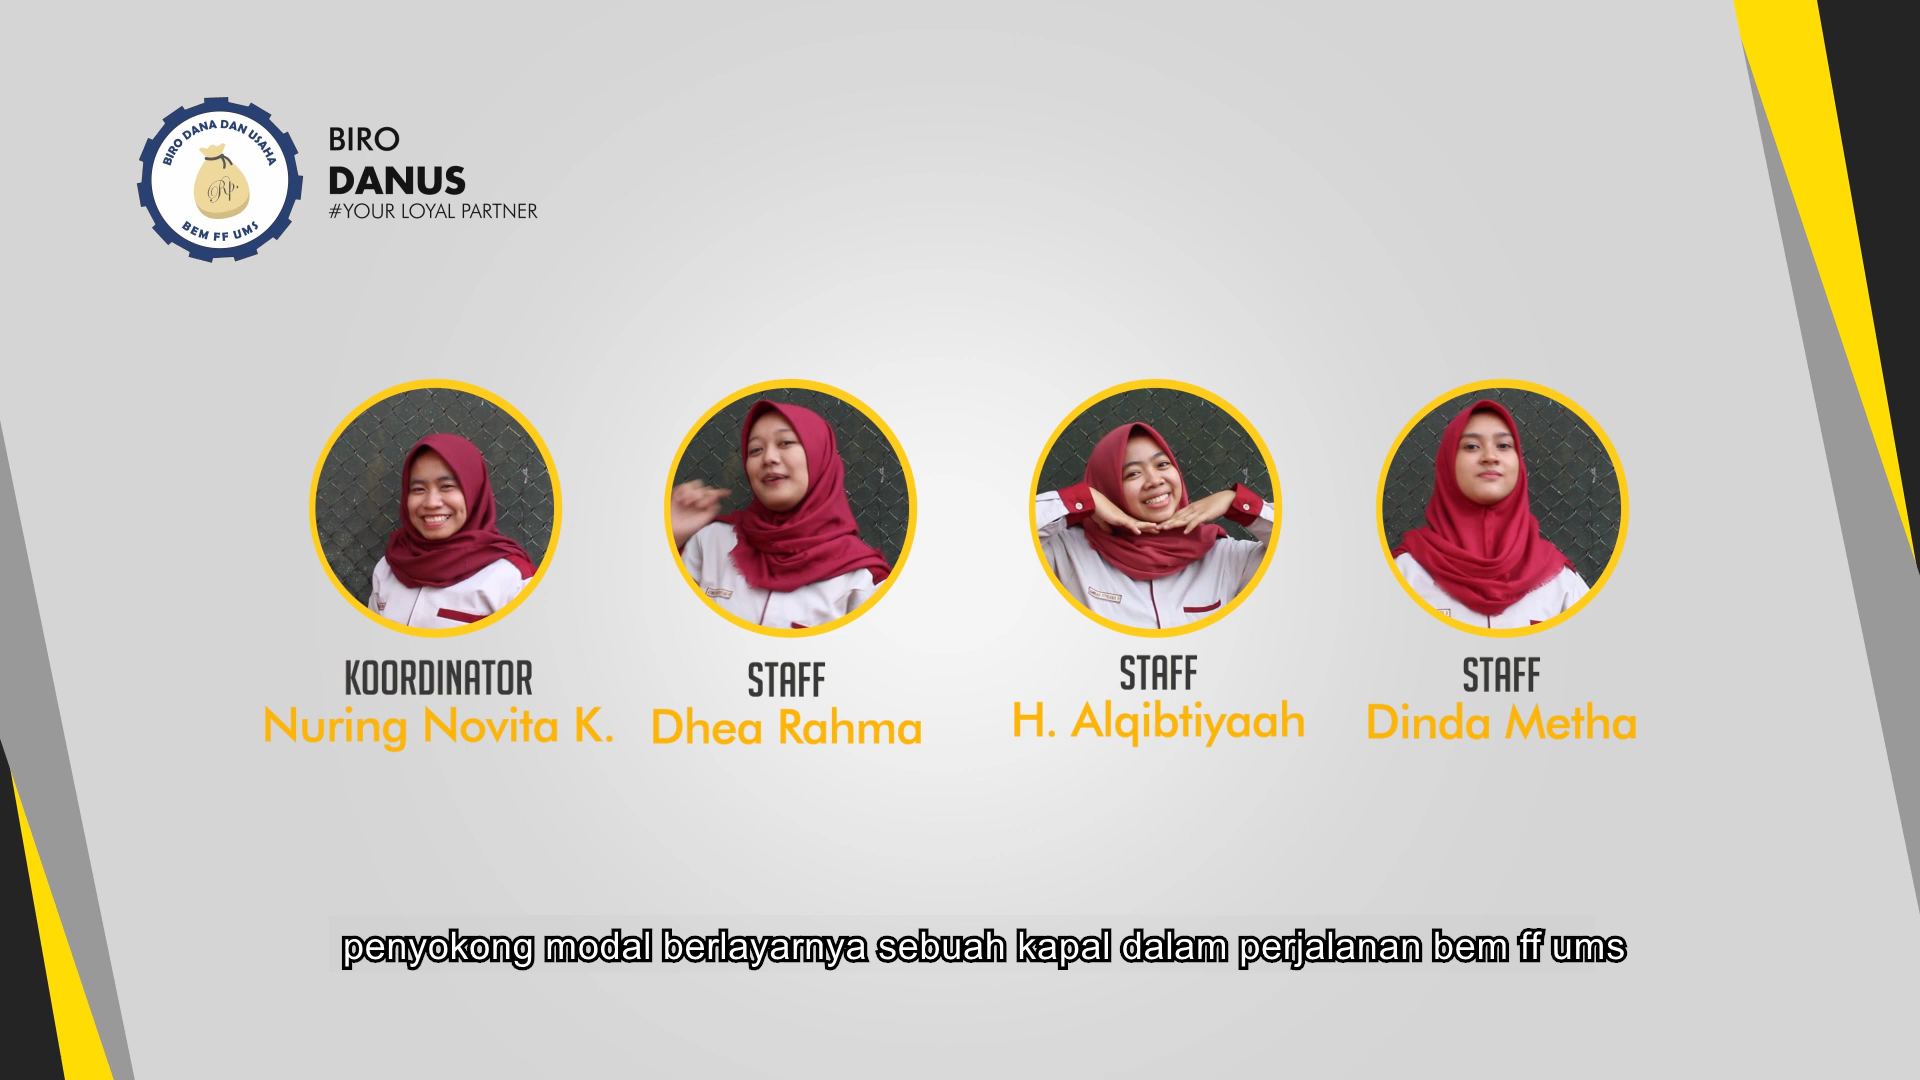 BIRO DANA DAN USAHA
Rp.
BEM FF UMS
BIRO
DANUS
#YOUR LOYAL PARTNER
KOORDINATOR
Nuring Novita K.
STAFF
Dhea Rahma
STAFF
H. Alqibtiyaah
STAFF
Dinda Metha
penyokong modal berlayarnya sebuah kapal dalam perjalanan bem ff ums